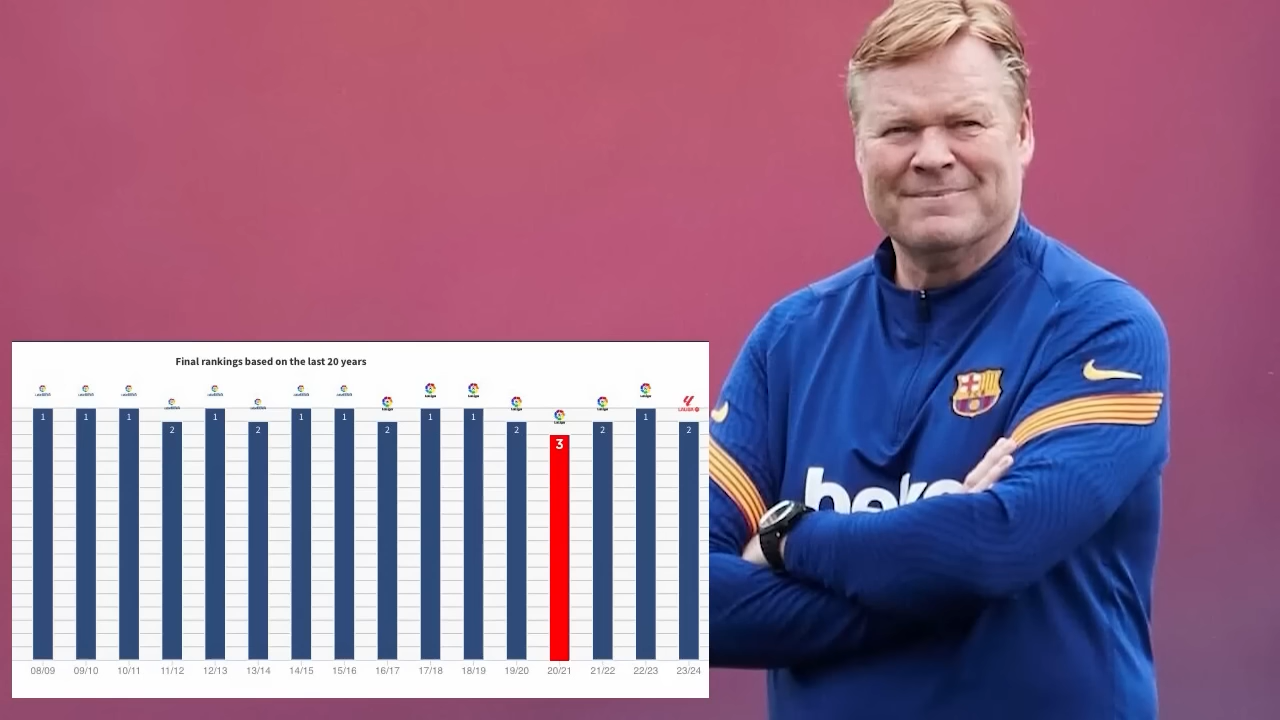 Final rankings based on the last 20 years
1 1 1 2 1 2 1 1 2 1 1 2 3 2 1 2
08/09 09/10 10/11 11/12 12/13 13/14 14/15 15/16 16/17 17/18 18/19 19/20 20/21 21/22 22/23 23/24